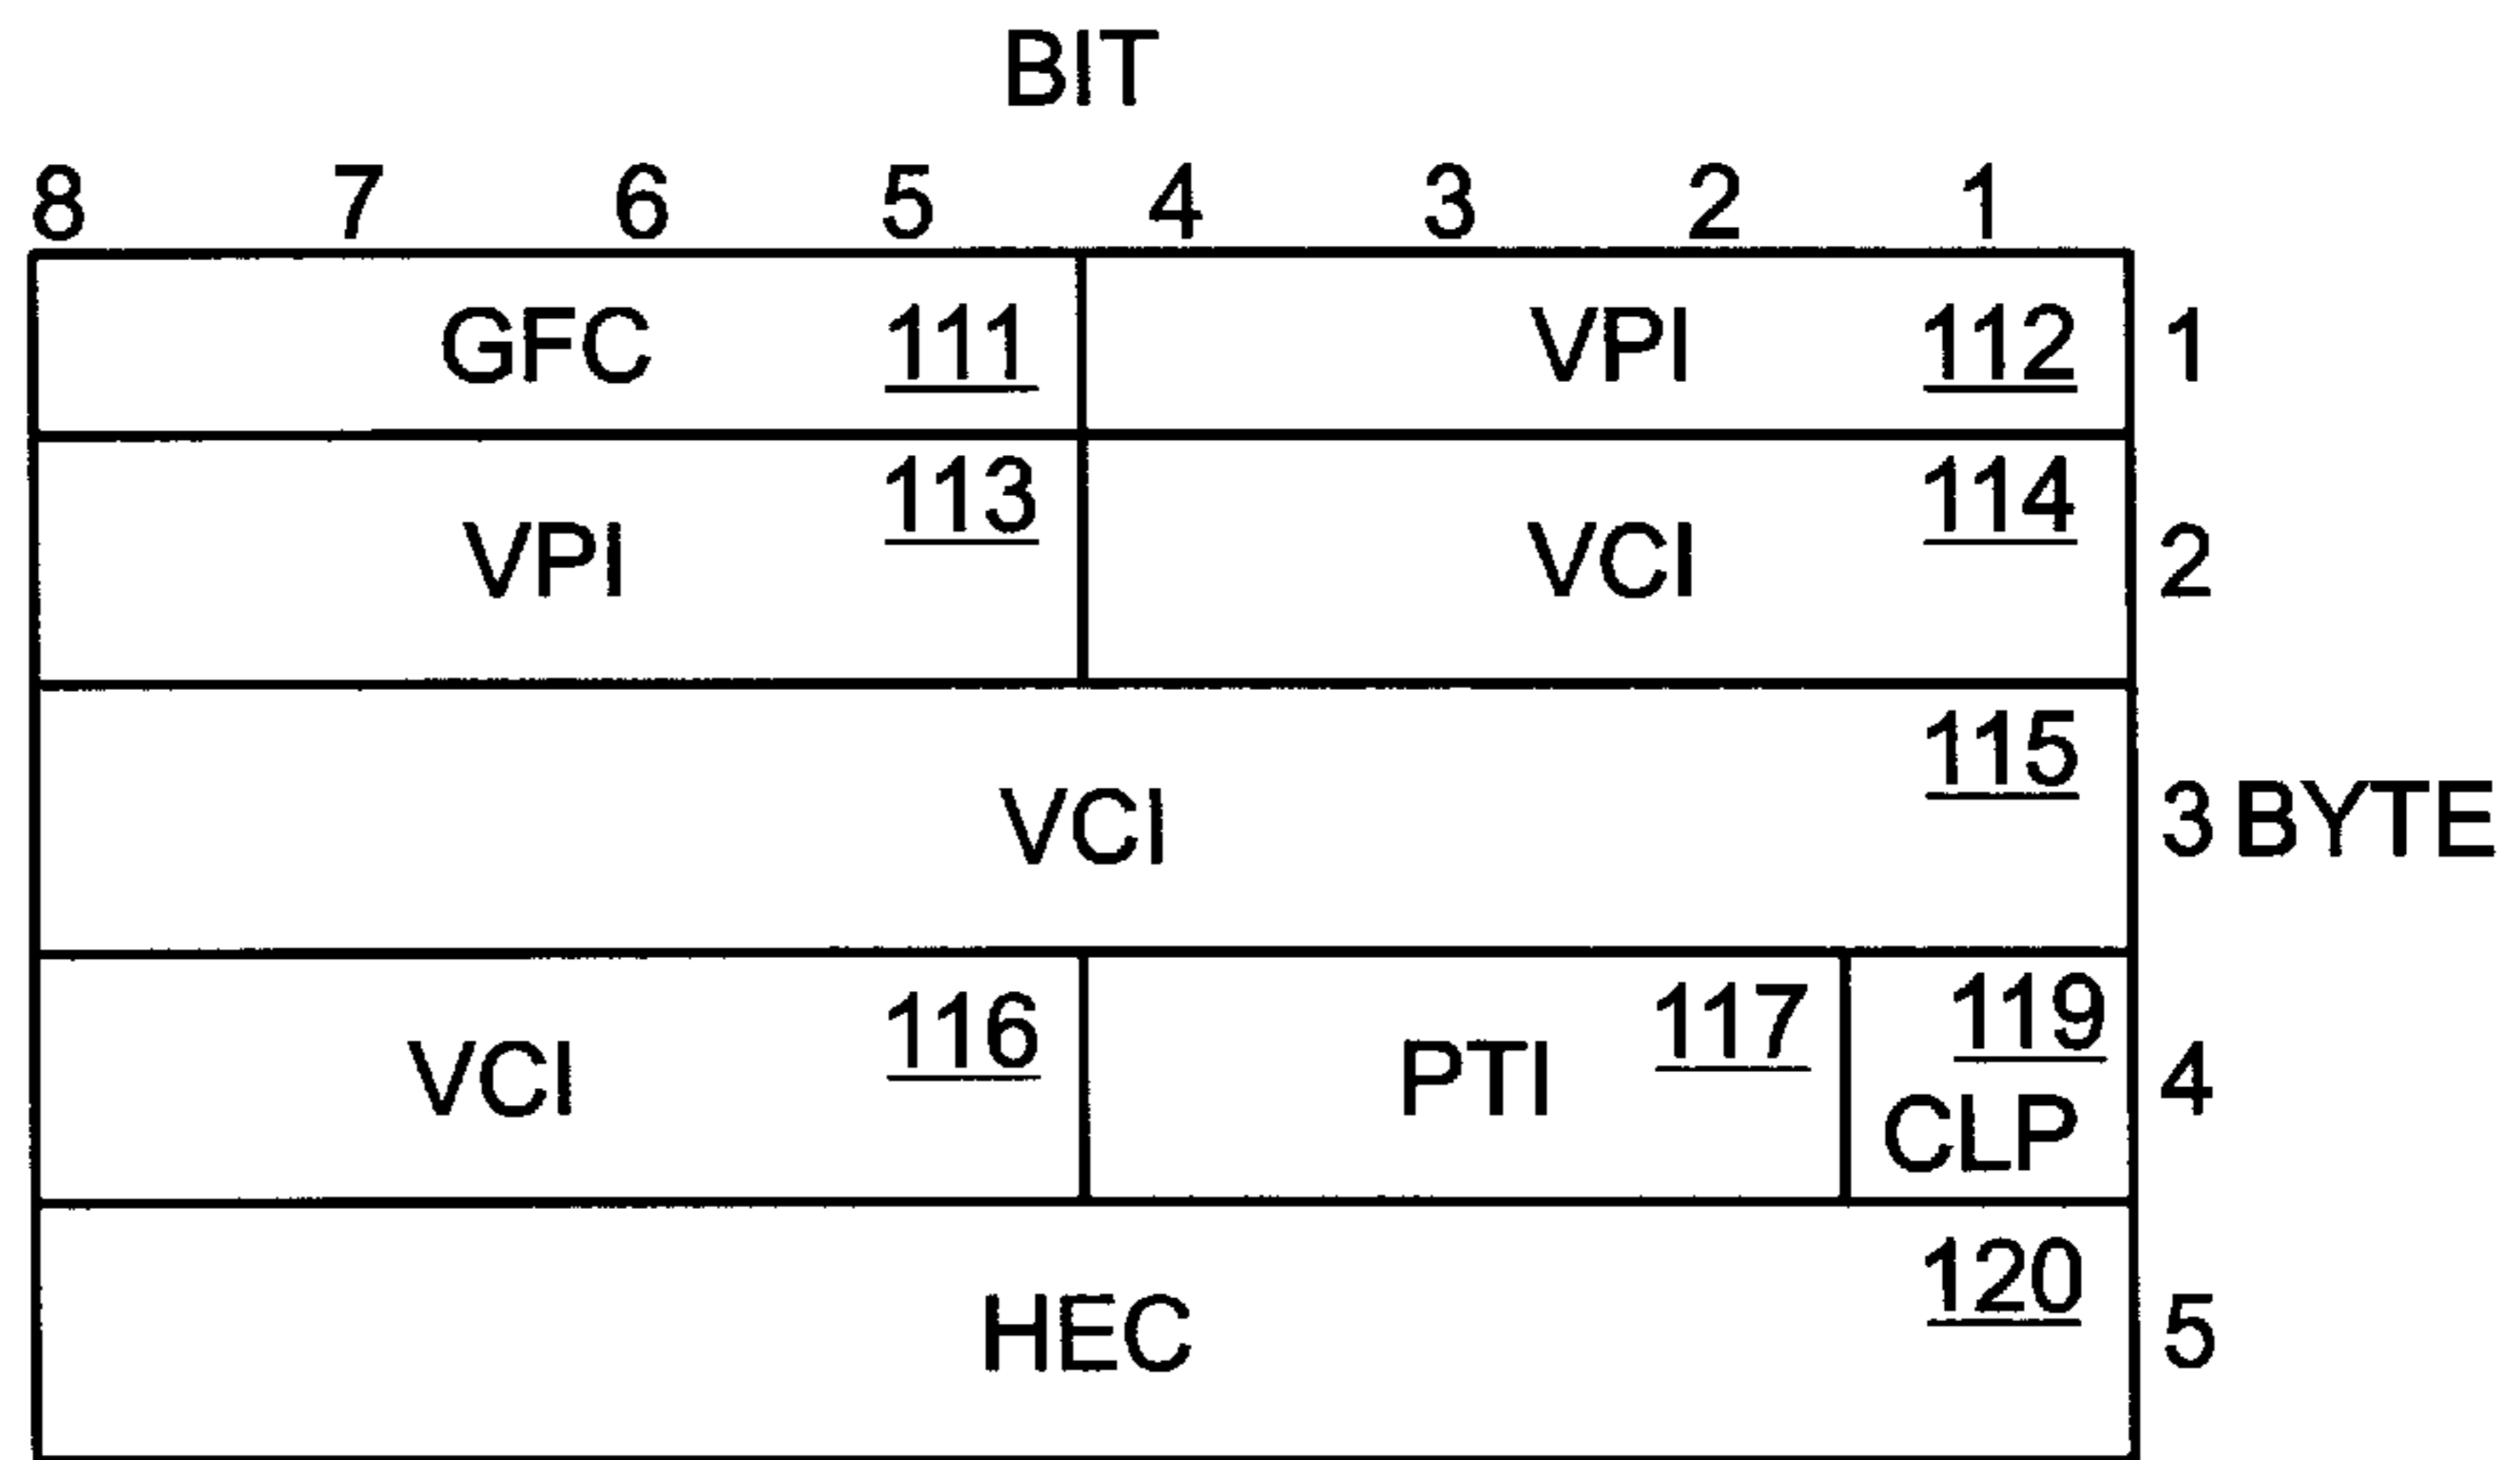 BIT
8 7 6 5 4 3 2 1
GFC 111 VPI 112 1
VPI 113 VCI 114 2
VCI 115 3 BYTE
VCI 116 PTI 117 CLP 119 4
HEC 120 5